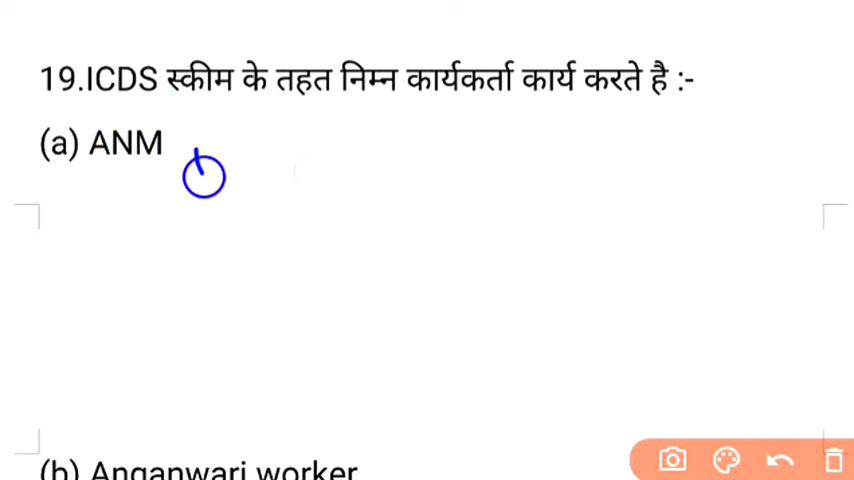 19.ICDS स्कीम के तहत निम्न कार्यकर्ता कार्य करते है :-
(a) ANM
(b) Anganwari worker